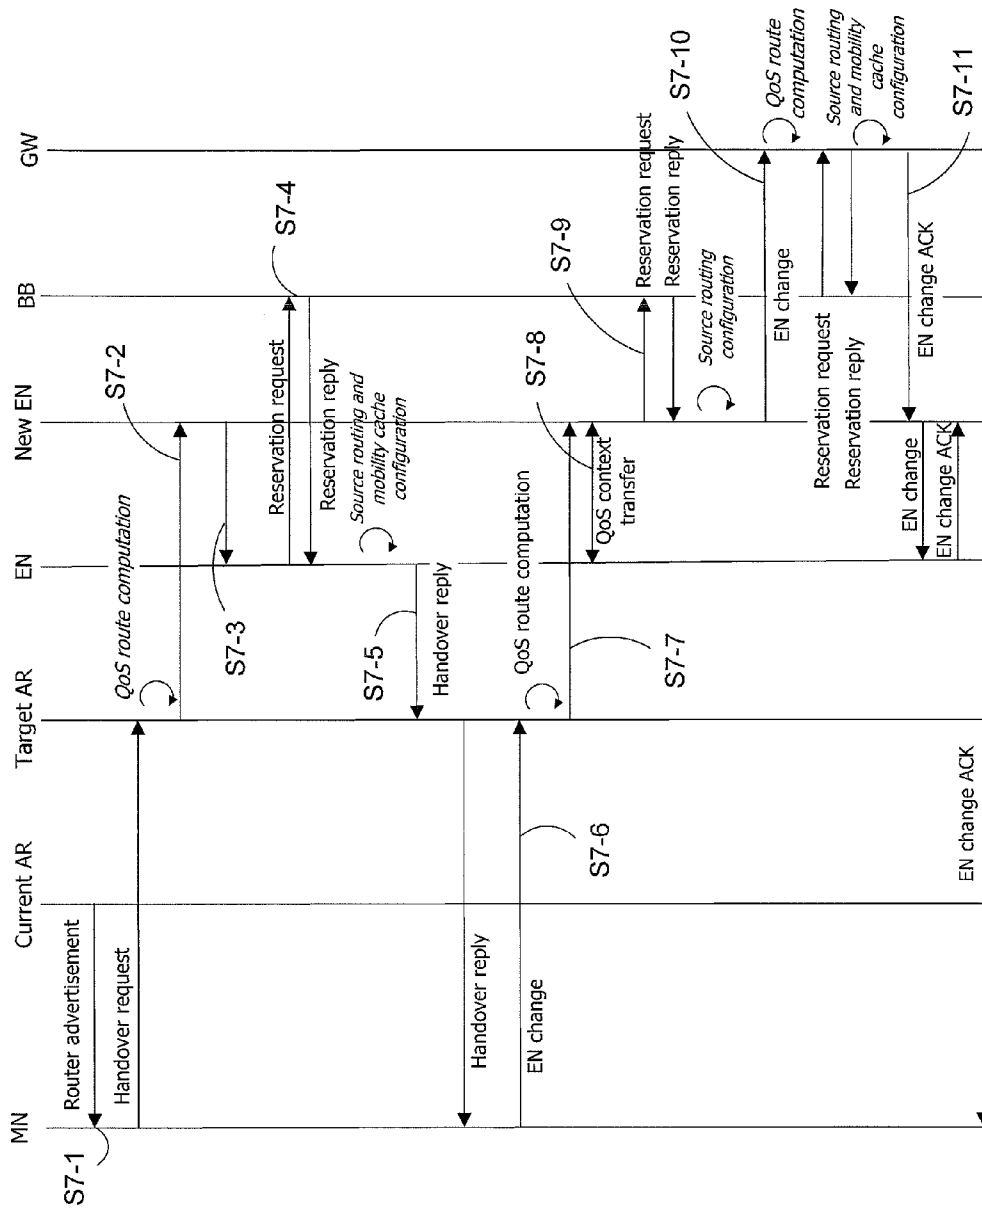 MN
Current AR
Target AR
EN
New EN
BB
GW
S7-1
Router advertisement
Handover request
QoS route computation
S7-2
S7-3
S7-4
Reservation request
Reservation reply
Source routing and
mobility cache
configuration
S7-5
Handover reply
Handover reply
EN change
S7-6
QoS route computation
S7-7
S7-8
QoS context
transfer
S7-9
Reservation request
Reservation reply
Source routing
configuration
S7-10
EN change
QoS route
computation
Reservation request
Reservation reply
Source routing
and mobility
cache
configuration
S7-11
EN change ACK
EN change
EN change ACK
EN change ACK